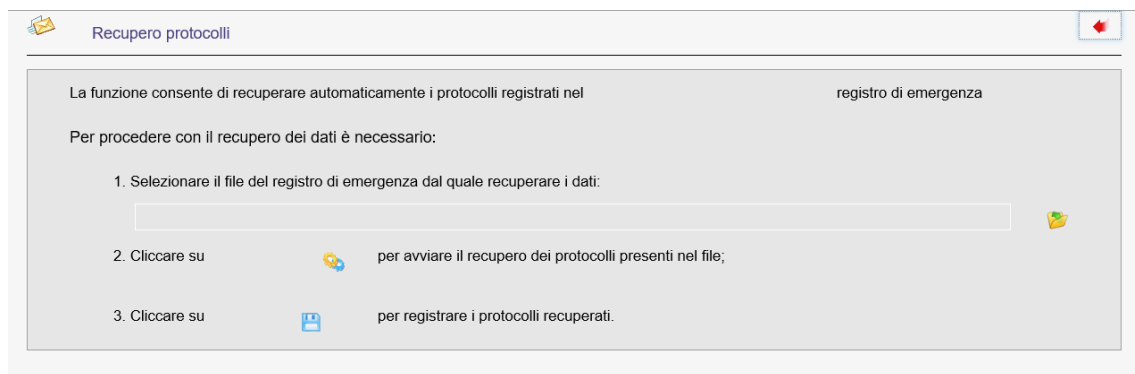 Recupero protocolli
La funzione consente di recuperare automaticamente i protocolli registrati nel registro di emergenza
Per procedere con il recupero dei dati è necessario:
1. Selezionare il file del registro di emergenza dal quale recuperare i dati:
2. Cliccare su per avviare il recupero dei protocolli presenti nel file;
3. Cliccare su per registrare i protocolli recuperati.